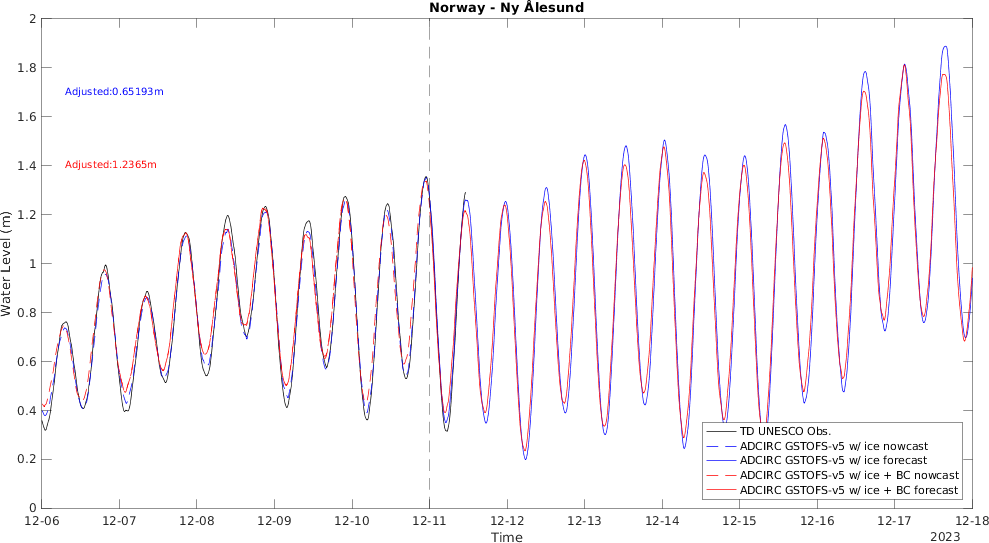 Norway - Ny Ålesund
2
1.8
1.6
1.4
1.2
1
0.8
0.6
0.4
0.2
0
Water Level (m)
Adjusted:0.65193m
Adjusted:1.2365m
TD UNESCO Obs.
ADCIRC GSTOFS-v5 w/ ice nowcast
ADCIRC GSTOFS-v5 w/ ice forecast
ADCIRC GSTOFS-v5 w/ ice + BC nowcast
ADCIRC GSTOFS-v5 w/ ice + BC forecast
12-06 12-07 12-08 12-09 12-10 12-11 12-12 12-13 12-14 12-15 12-16 12-17 12-18
Time
2023